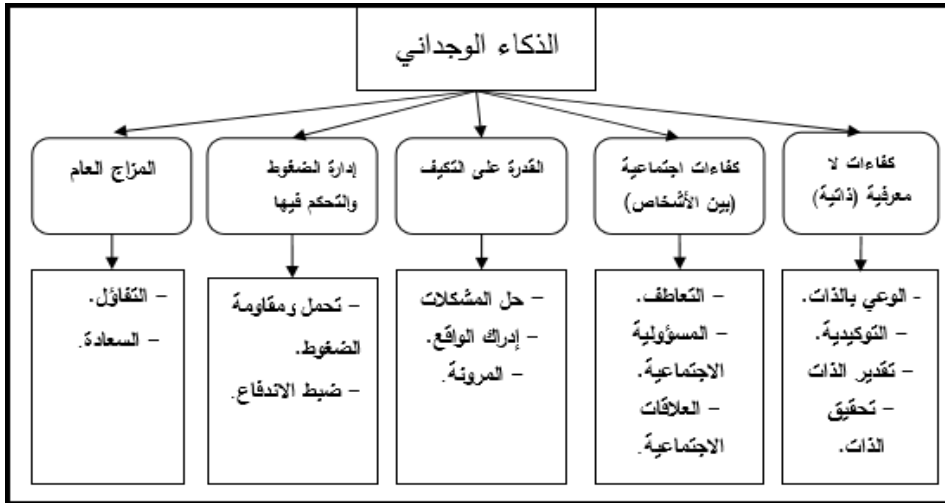 الذكاء الوجداني
كفاءات لا
معرفية (ذاتية)
كفاءات اجتماعية
(بين الأشخاص)
القدرة على التكيف
إدارة الضغوط
والتحكم فيها
المزاج العام
- الوعي بالذات.
– التوكيدية.
– تقدير الذات
– تحقيق
الذات.
– التعاطف.
– المسؤولية
الاجتماعية.
– العلاقات
الاجتماعية.
– حل المشكلات
– إدراك الواقع.
– المرونة.
– تحمل ومقاومة
الضغوط.
– ضبط الاندفاع.
– التفاؤل.
– السعادة.